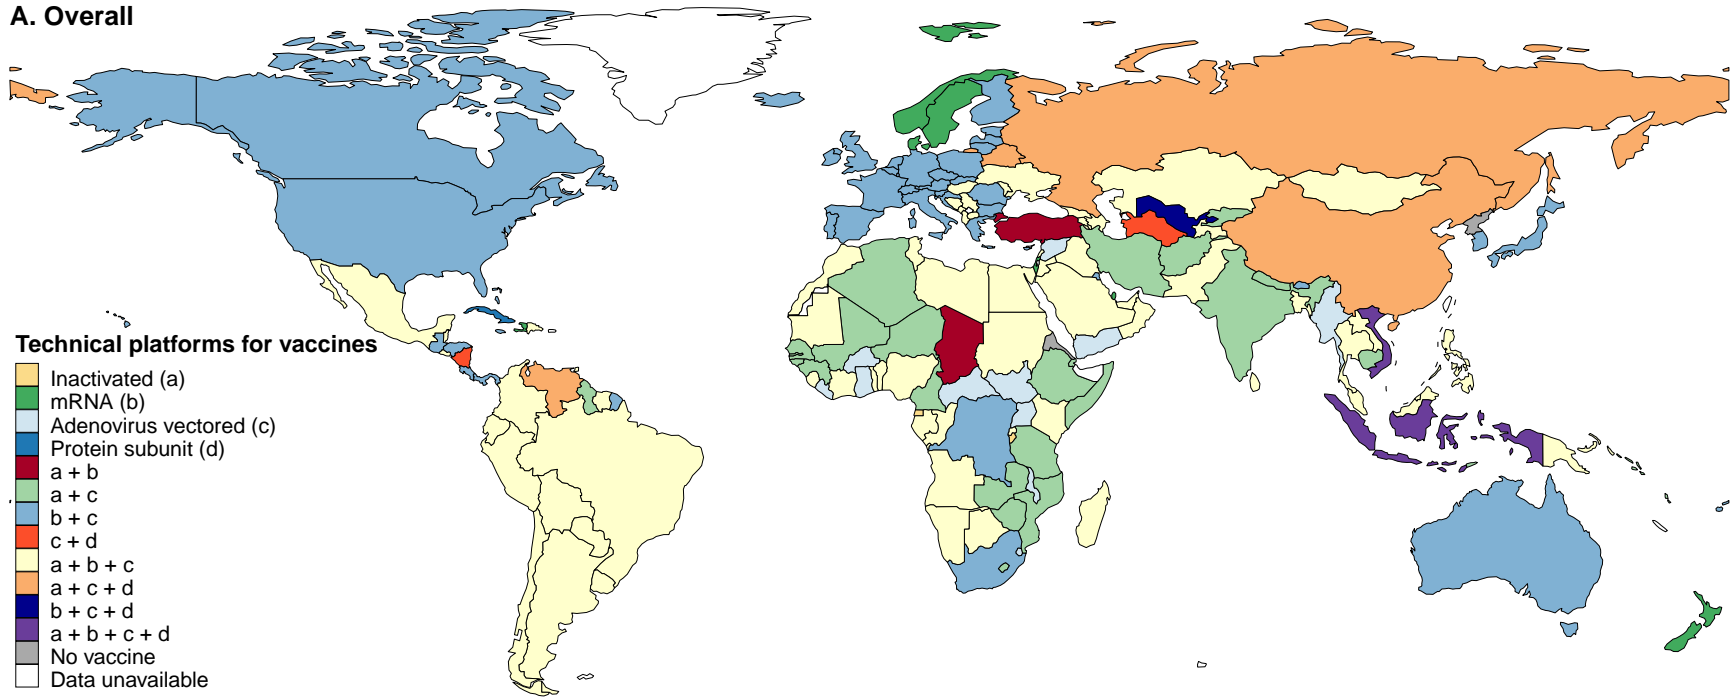 A. Overall
Technical platforms for vaccines
Inactivated (a)
mRNA (b)
Adenovirus vectored (c)
Protein subunit (d)
a + b
a + c
b + c
c + d
a + b + c
a + c + d
b + c + d
a + b + c + d
No vaccine
Data unavailable